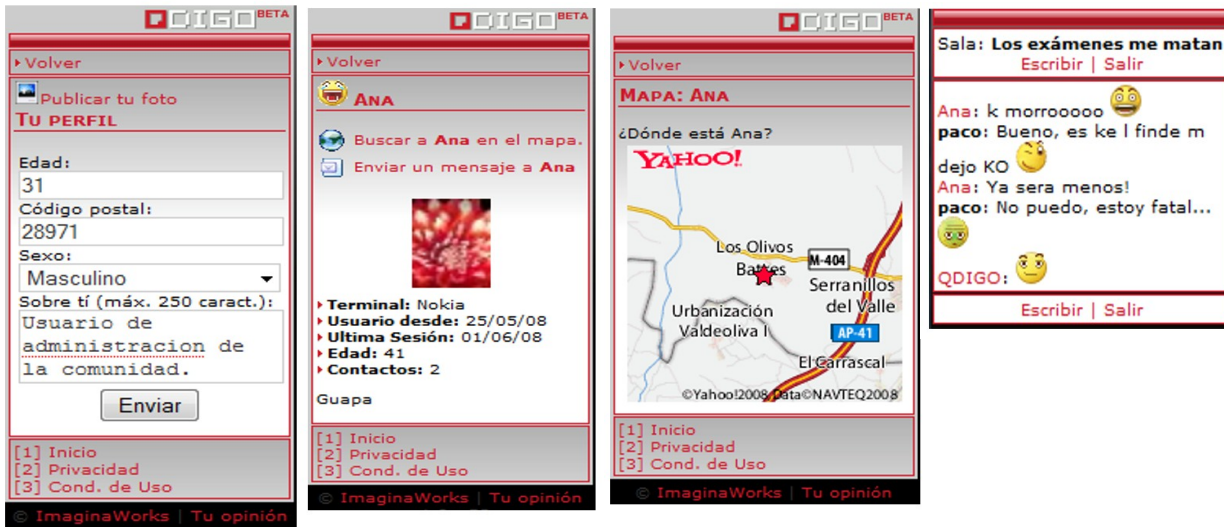 QDIGO BETA
Volver
Publicar tu foto
TU PERFIL
Edad:
31
Código postal:
28971
Sexo:
Masculino
Sobre tí (máx. 250 caract.):
Usuario de
administracion de
la comunidad.
Enviar
[1] Inicio
[2] Privacidad
[3] Cond. de Uso
© ImaginaWorks | Tu opinión
QDIGO BETA
Volver
ANA
Buscar a Ana en el mapa.
Enviar un mensaje a Ana
Terminal: Nokia
Usuario desde: 25/05/08
Ultima Sesión: 01/06/08
Edad: 41
Contactos: 2
Guapa
[1] Inicio
[2] Privacidad
[3] Cond. de Uso
© ImaginaWorks | Tu opinión
QDIGO BETA
Volver
MAPA: ANA
¿Dónde está Ana?
YAHOO!
Los Olivos
M-404
Batres
Serranillos
del Valle
Urbanización
Valdeoliva I
AP-41
El Carrascal
©Yahoo!2008 Data©NAVTEQ2008
[1] Inicio
[2] Privacidad
[3] Cond. de Uso
© ImaginaWorks | Tu opinión
Sala: Los exámenes me matan
Escribir | Salir
Ana: k morrooooo
paco: Bueno, es ke l finde m
dejo KO
Ana: Ya sera menos!
paco: No puedo, estoy fatal...
QDIGO:
Escribir | Salir